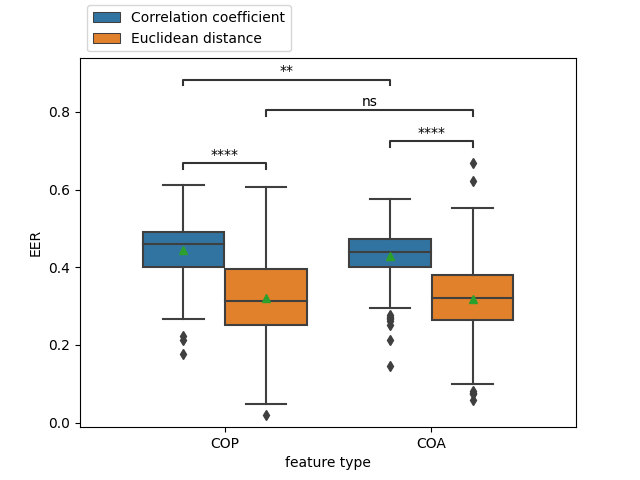 Correlation coefficient
Euclidean distance
**
ns
****
****
0.8
0.6
0.4
0.2
0.0
EER
COP
COA
feature type